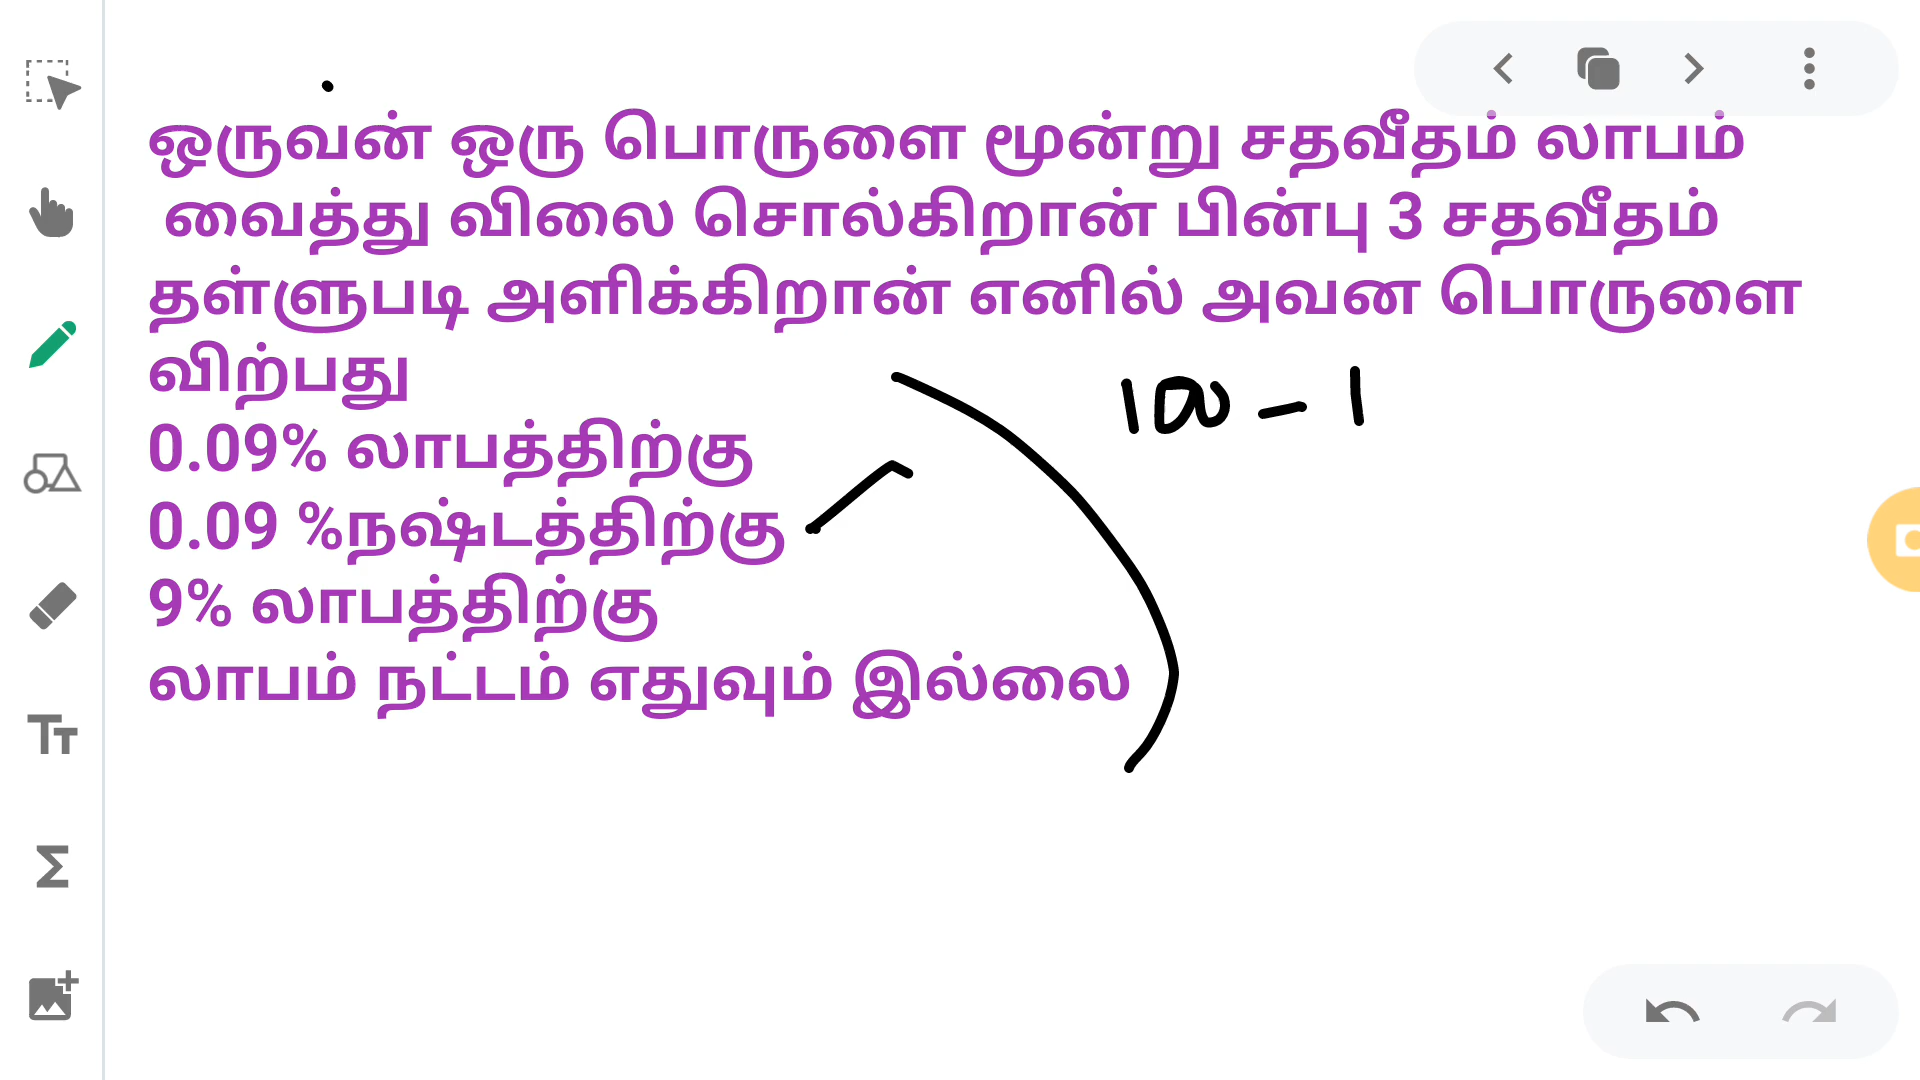 ஒருவன் ஒரு பொருளை மூன்று சதவீதம் லாபம்
வைத்து விலை சொல்கிறான் பின்பு 3 சதவீதம்
தள்ளுபடி அளிக்கிறான் எனில் அவன பொருளை
விற்பது
100 - 1
0.09% லாபத்திற்கு
0.09 %நஷ்டத்திற்கு
9% லாபத்திற்கு
லாபம் நட்டம் எதுவும் இல்லை